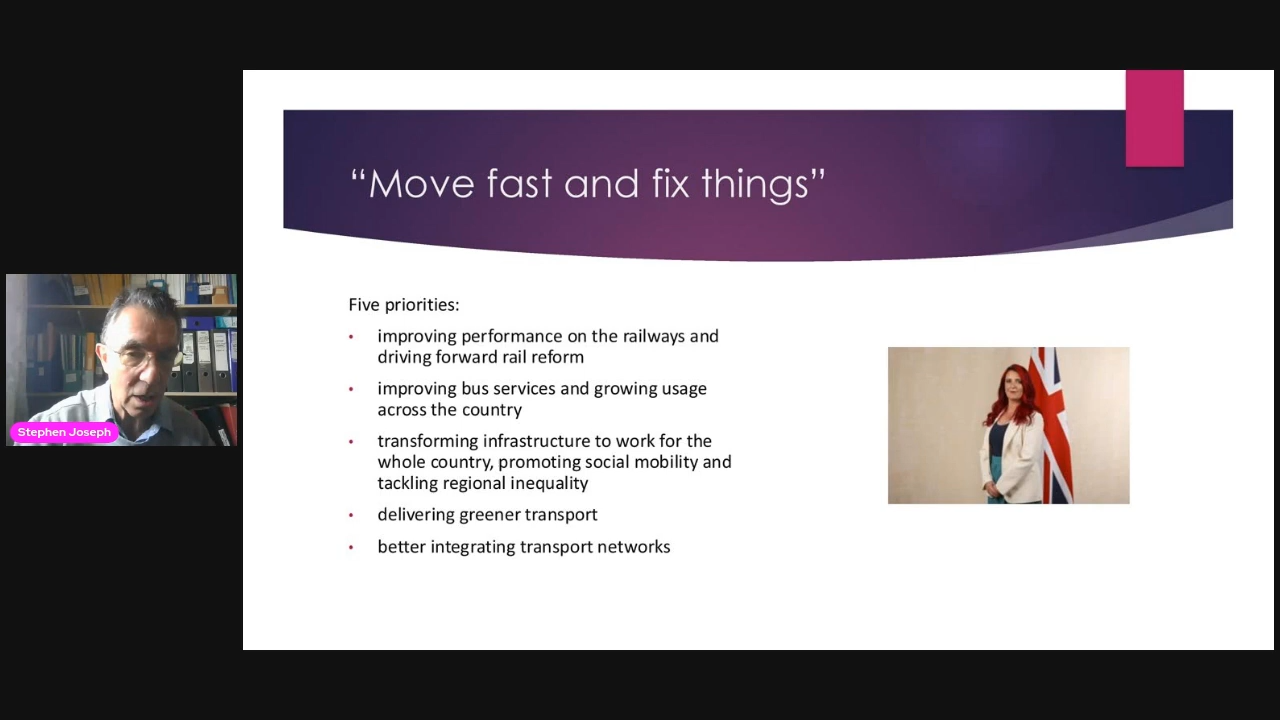 “Move fast and fix things”
Five priorities:
• improving performance on the railways and
driving forward rail reform
• improving bus services and growing usage
across the country
• transforming infrastructure to work for the
whole country, promoting social mobility and
tackling regional inequality
• delivering greener transport
• better integrating transport networks
Stephen Joseph